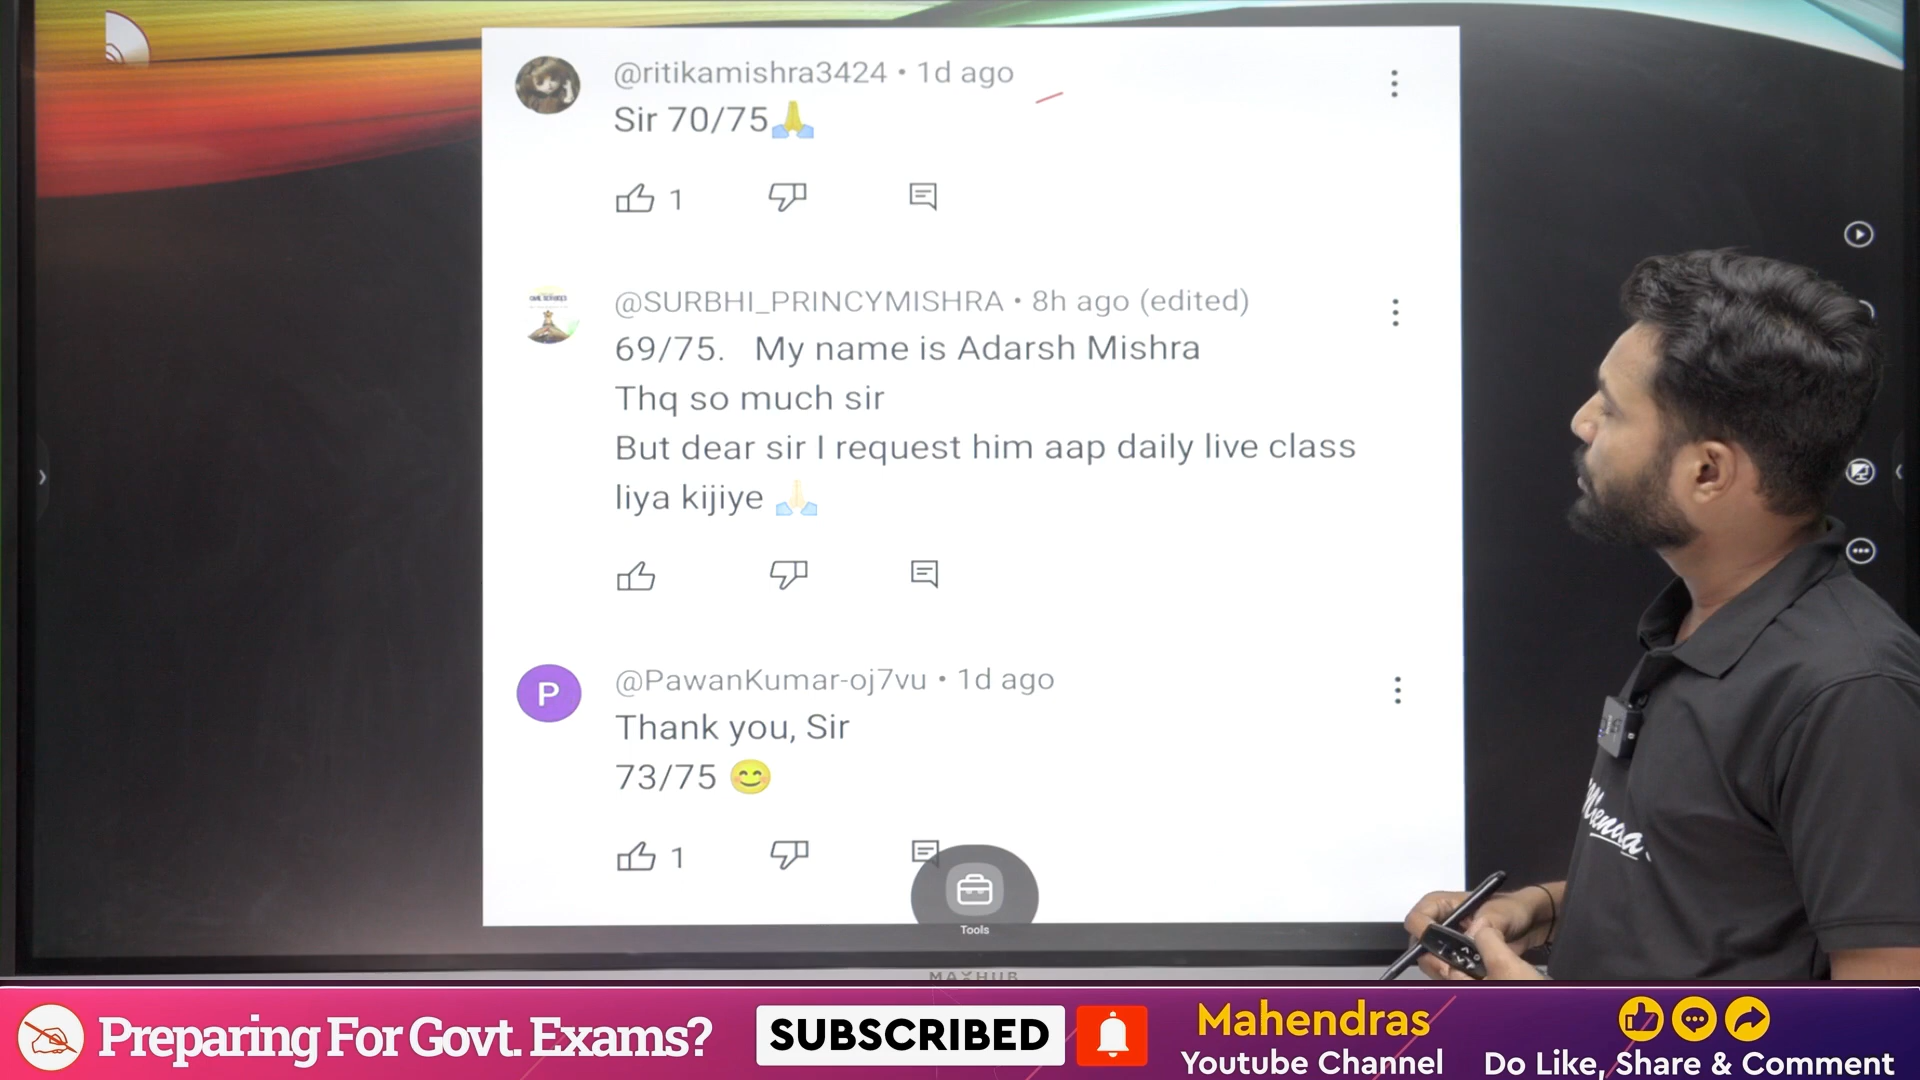 @ritikamishra3424 • 1d ago
Sir 70/75🙏
1
@SURBHI_PRINCYMISHRA • 8h ago (edited)
69/75. My name is Adarsh Mishra
Thq so much sir
But dear sir I request him aap daily live class
liya kijiye 🙏🏻
P
@PawanKumar-oj7vu • 1d ago
Thank you, Sir
73/75 😊
1
Tools
MAXHUB
Preparing For Govt. Exams?
SUBSCRIBED
Mahendras
Youtube Channel
Do Like, Share & Comment